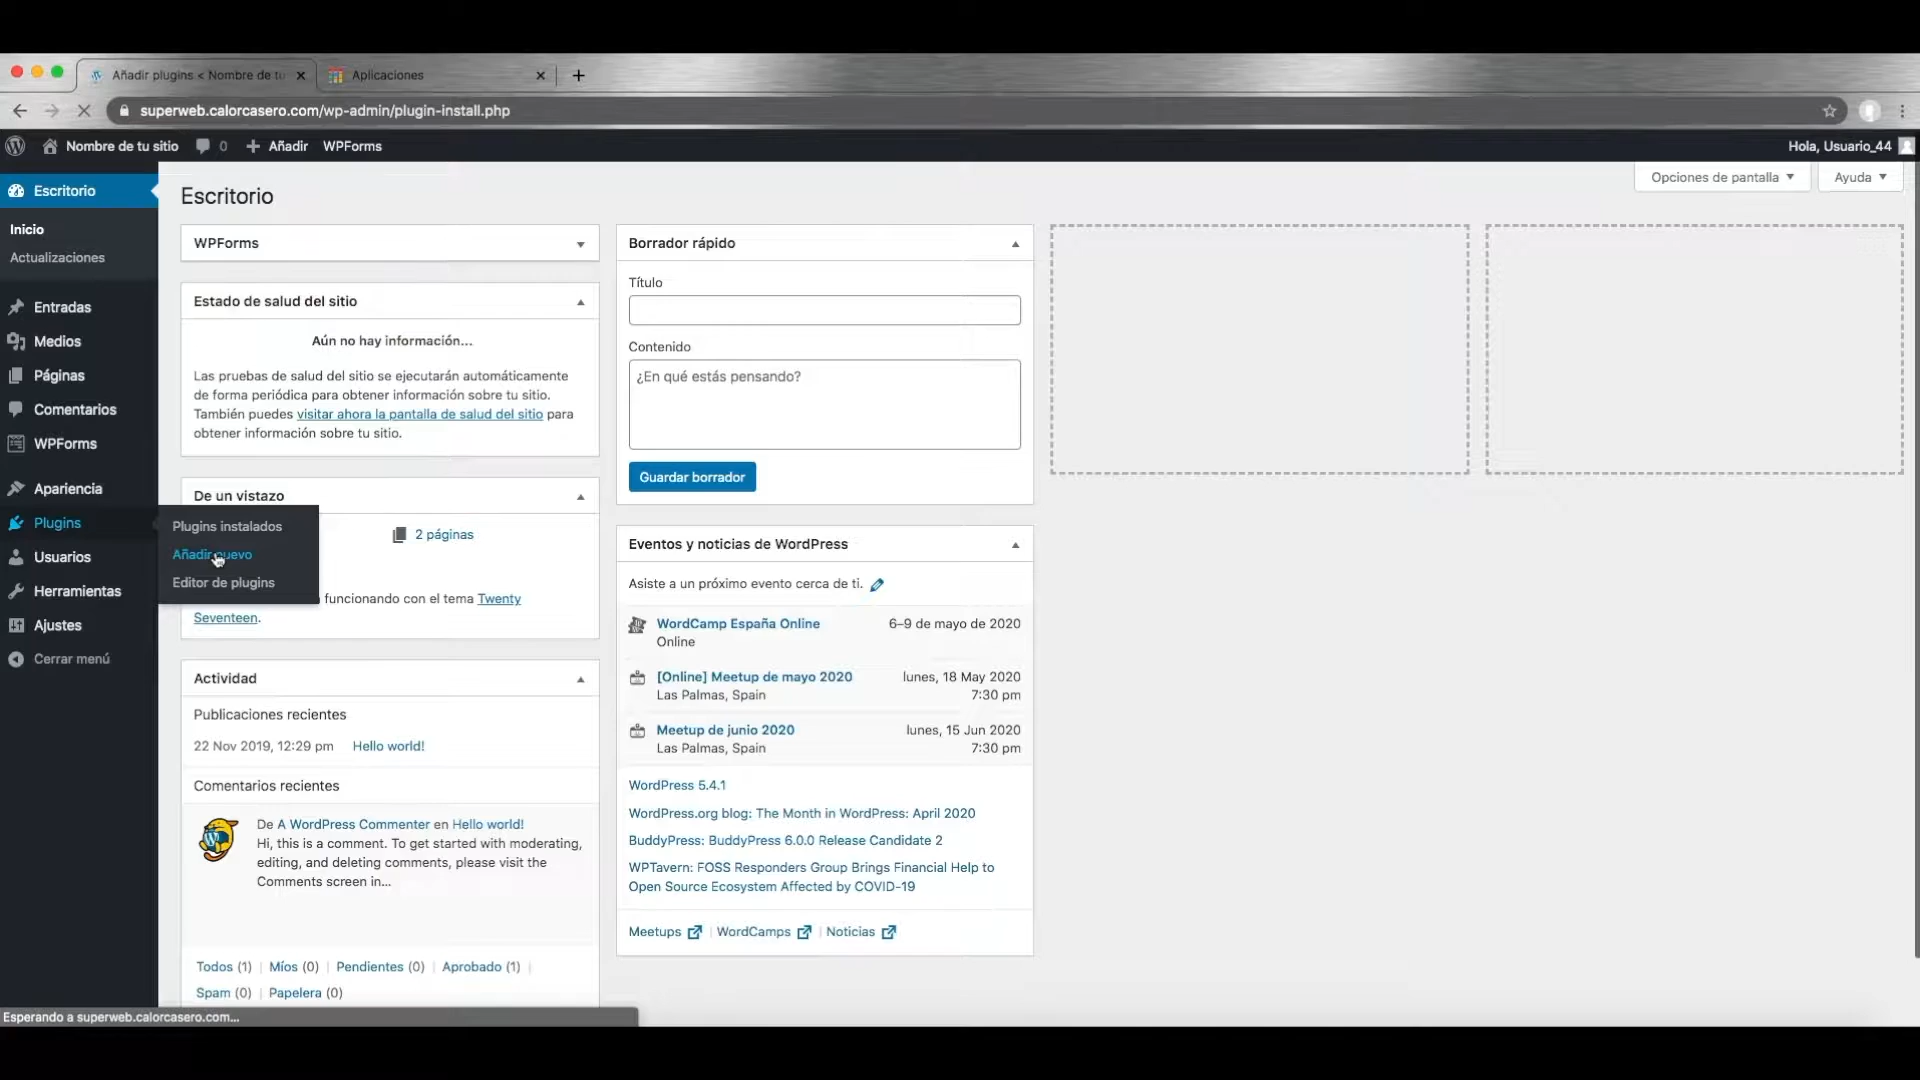 Añadir plugins < Nombre de tu
Aplicaciones
superweb.calorcasero.com/wp-admin/plugin-install.php
Nombre de tu sitio
0
Añadir
WPForms
Hola, Usuario_44
Escritorio
Inicio
Actualizaciones
Entradas
Medios
Páginas
Comentarios
WPForms
Apariencia
Plugins
Usuarios
Herramientas
Ajustes
Cerrar menú
Plugins instalados
Añadir nuevo
Editor de plugins
Opciones de pantalla
Ayuda
Escritorio
WPForms
Estado de salud del sitio
Aún no hay información...
Las pruebas de salud del sitio se ejecutarán automáticamente
de forma periódica para obtener información sobre tu sitio.
También puedes visitar ahora la pantalla de salud del sitio para
obtener información sobre tu sitio.
De un vistazo
2 páginas
funcionando con el tema Twenty
Seventeen.
Actividad
Publicaciones recientes
22 Nov 2019, 12:29 pm Hello world!
Comentarios recientes
De A WordPress Commenter en Hello world!
Hi, this is a comment. To get started with moderating,
editing, and deleting comments, please visit the
Comments screen in...
Todos (1) | Míos (0) | Pendientes (0) | Aprobado (1) |
Spam (0) | Papelera (0)
Borrador rápido
Título
Contenido
¿En qué estás pensando?
Guardar borrador
Eventos y noticias de WordPress
Asiste a un próximo evento cerca de ti.
WordCamp España Online 6–9 de mayo de 2020
Online
[Online] Meetup de mayo 2020 lunes, 18 May 2020
Las Palmas, Spain 7:30 pm
Meetup de junio 2020 lunes, 15 Jun 2020
Las Palmas, Spain 7:30 pm
WordPress 5.4.1
WordPress.org blog: The Month in WordPress: April 2020
BuddyPress: BuddyPress 6.0.0 Release Candidate 2
WPTavern: FOSS Responders Group Brings Financial Help to
Open Source Ecosystem Affected by COVID-19
Meetups | WordCamps | Noticias
Esperando a superweb.calorcasero.com...